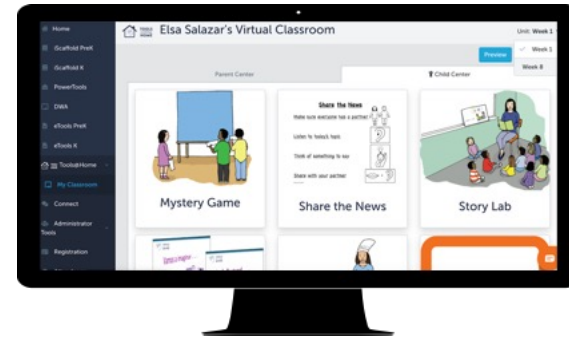 Home
iScaffold PreK
iScaffold K
PowerTools
DWA
eTools PreK
eTools K
Tools@Home
My Classroom
Connect
Administrator
Tools
Registration
Elsa Salazar's Virtual Classroom
Unit: Week 1
Preview
Week 1
Week 8
Parent Center
Child Center
Mystery Game
Share the News
Make sure everyone has a partner
Listen to today's topic
Think of something to say
Share with your partner
Share the News
Story Lab